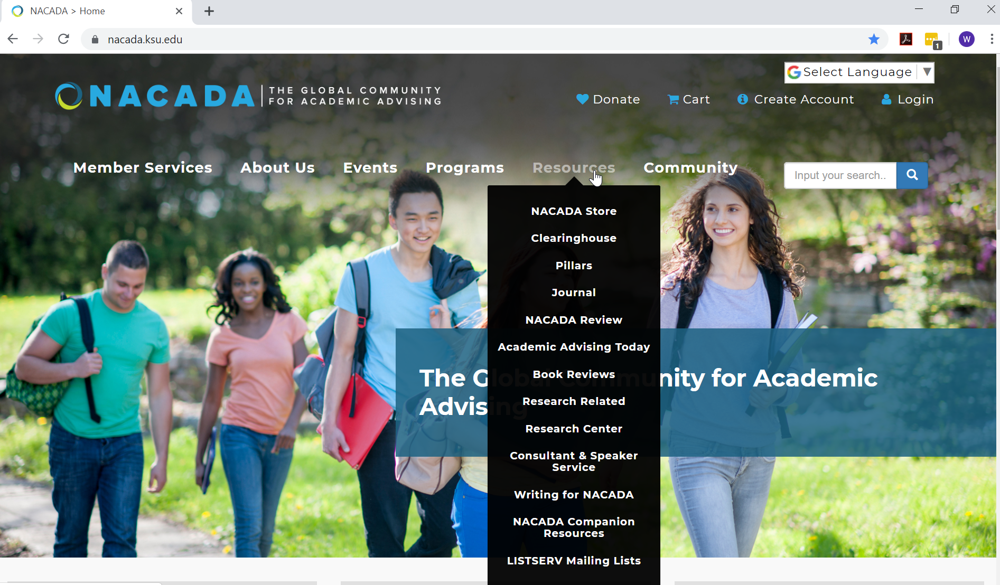 NACADA > Home
nacada.ksu.edu
1
W
Select Language ▼
NACADA | THE GLOBAL COMMUNITY
FOR ACADEMIC ADVISING
Donate Cart Create Account Login
Member Services About Us Events Programs Resources Community
Input your search..
NACADA Store
Clearinghouse
Pillars
Journal
NACADA Review
Academic Advising Today
Book Reviews
Research Related
Research Center
Consultant & Speaker
Service
Writing for NACADA
NACADA Companion
Resources
LISTSERV Mailing Lists
The Global Community for Academic
Advising